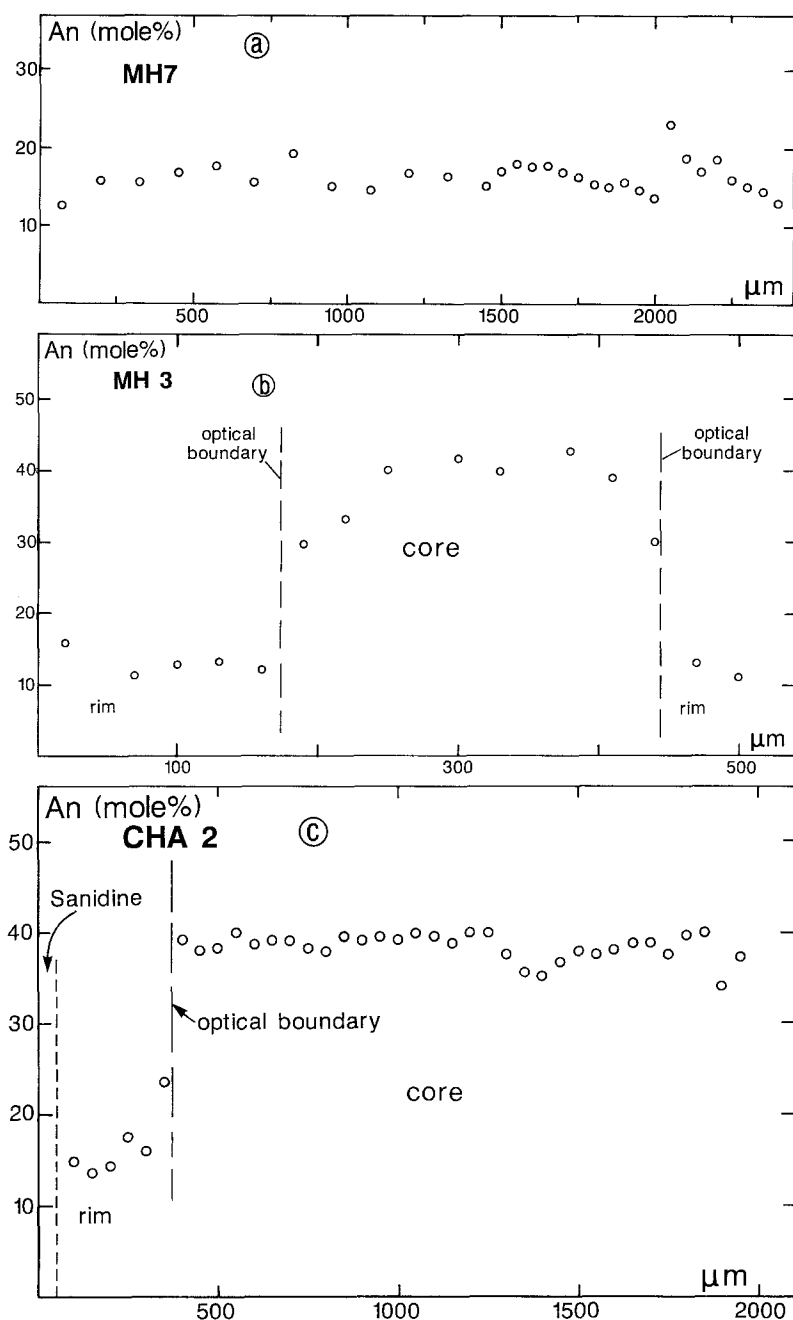 An (mole%)
ⓐ
MH7
30
20
10
μm
500 1000 1500 2000
An (mole%)
MH 3
ⓑ
50
optical boundary
optical boundary
40
30
core
20
10
rim
rim
μm
100 300 500
An (mole%)
CHA 2
ⓒ
50
Sanidine
40
optical boundary
30
core
20
10
rim
μm
500 1000 1500 2000